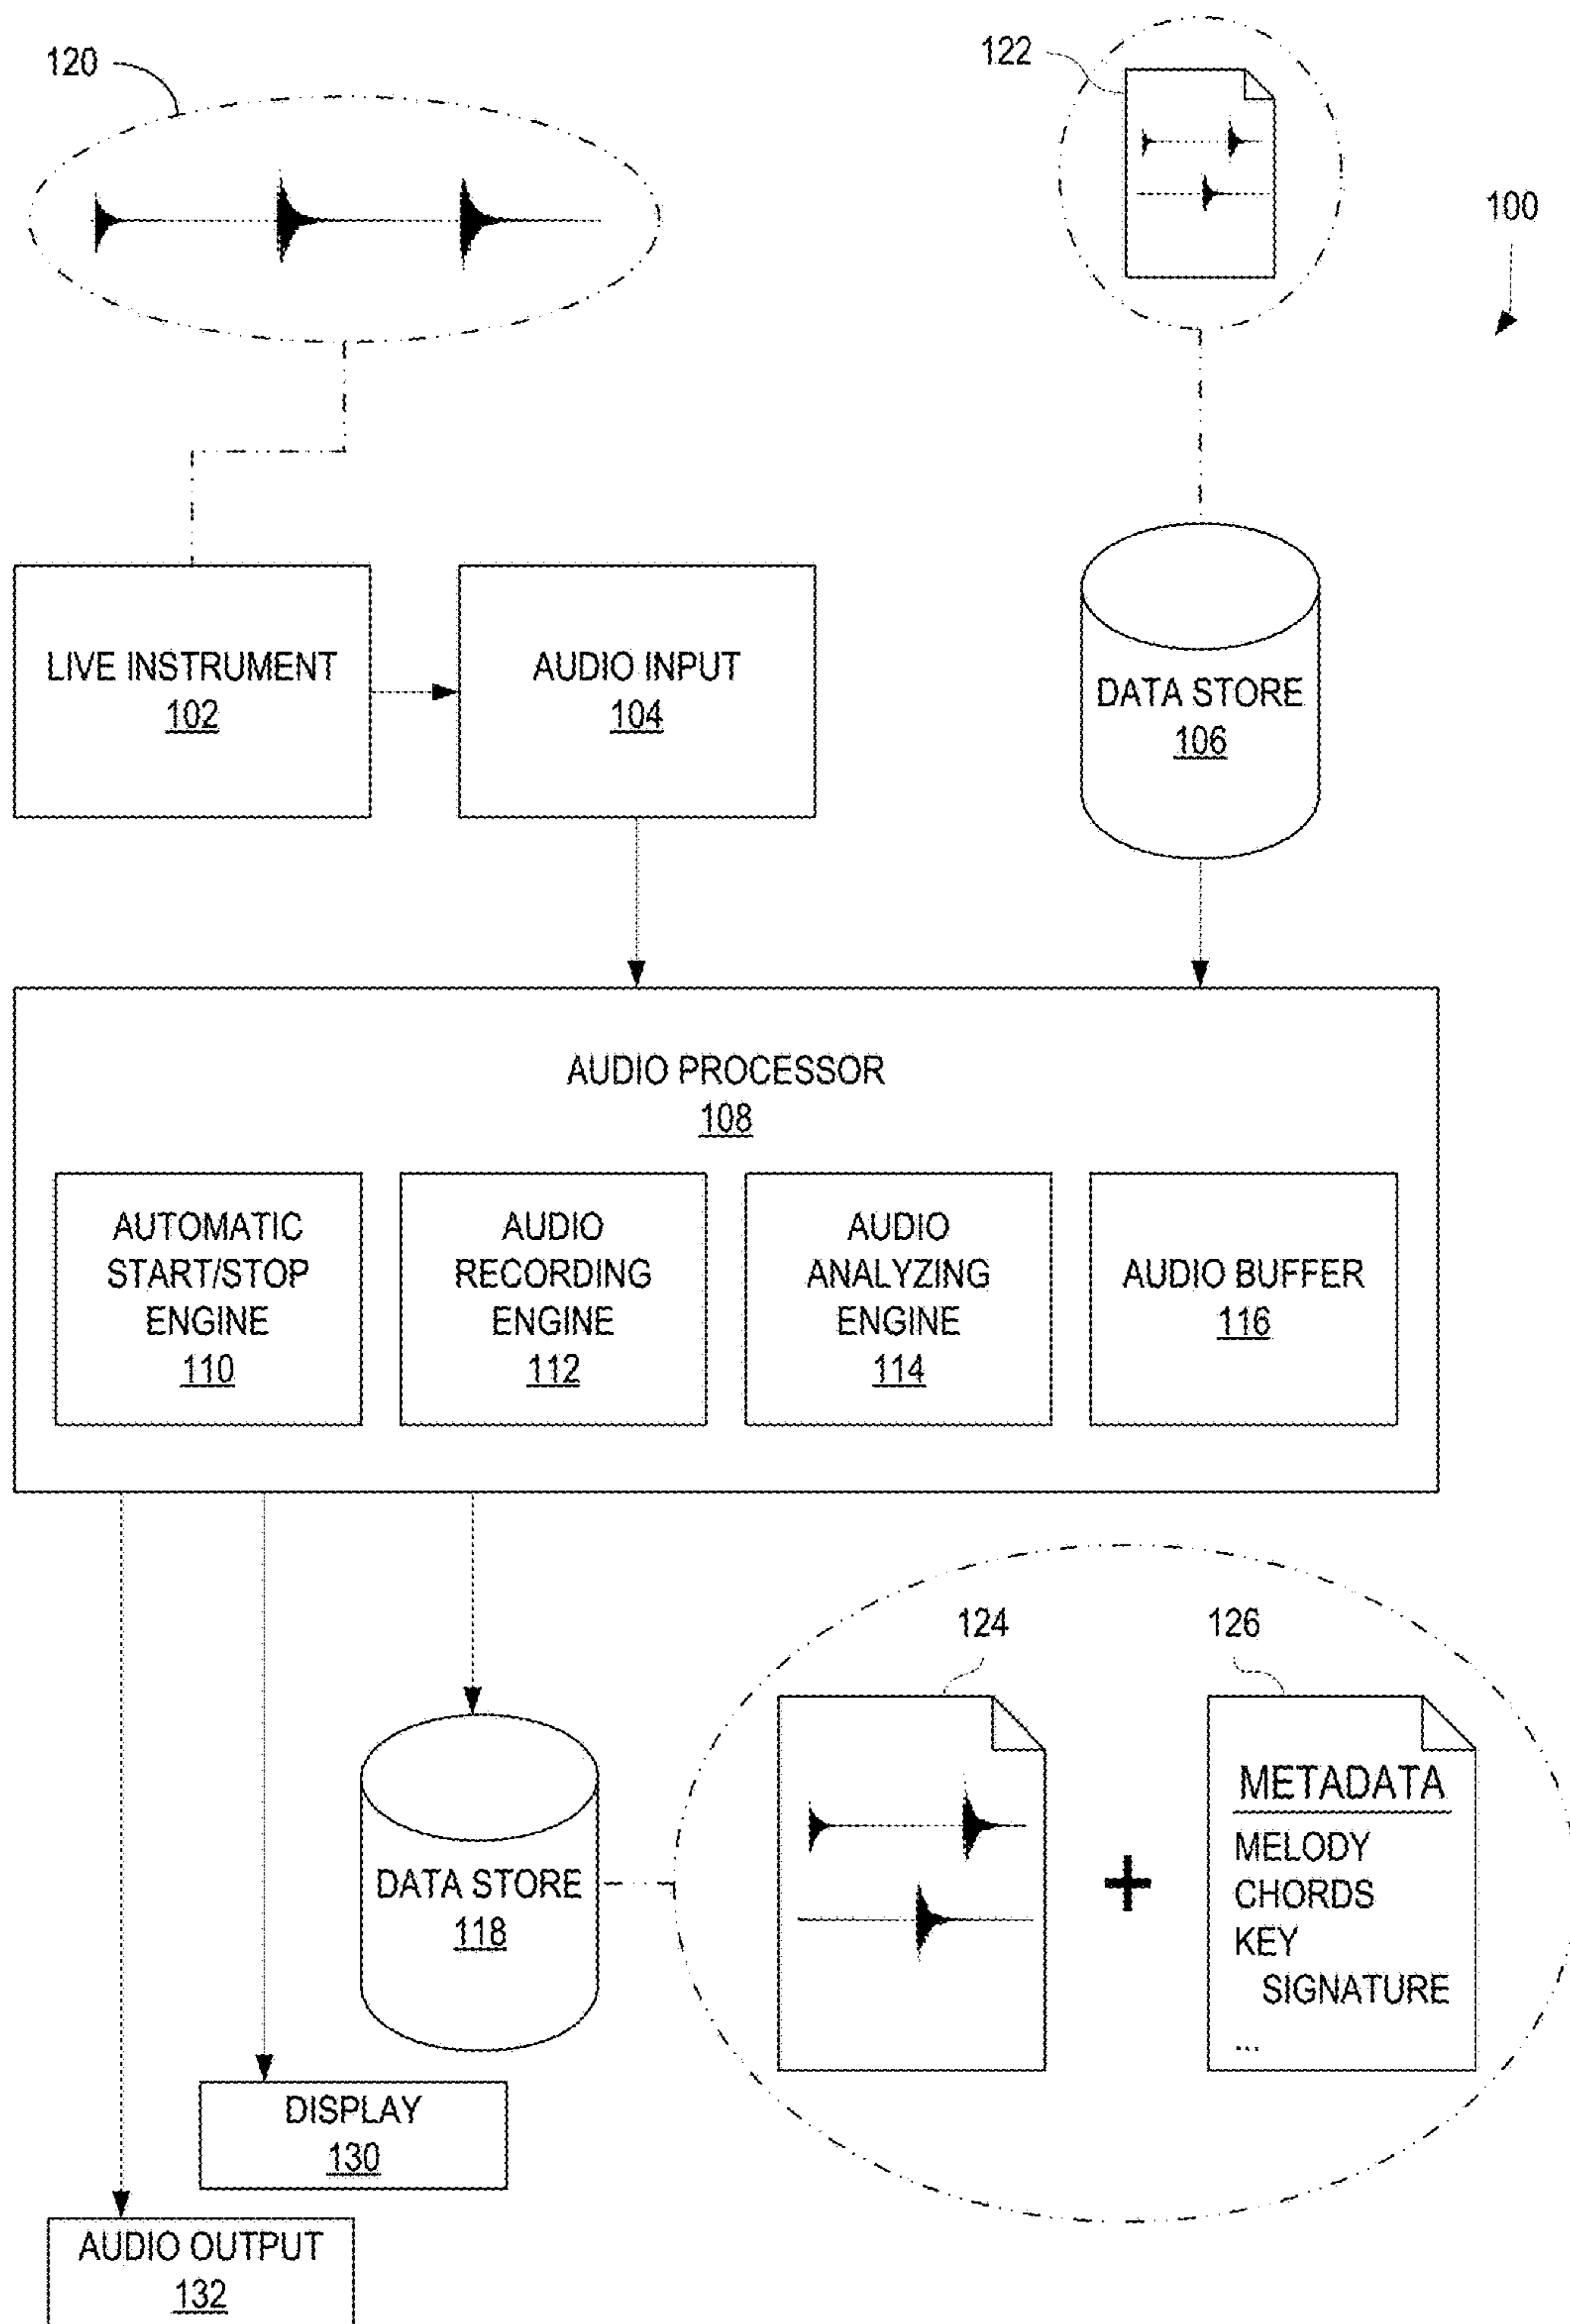 120
122
100
LIVE INSTRUMENT
102
AUDIO INPUT
104
DATA STORE
106
AUDIO PROCESSOR
108
AUTOMATIC
START/STOP
ENGINE
110
AUDIO
RECORDING
ENGINE
112
AUDIO
ANALYZING
ENGINE
114
AUDIO BUFFER
116
124
126
METADATA
MELODY
CHORDS
KEY
SIGNATURE
...
+
DATA STORE
118
DISPLAY
130
AUDIO OUTPUT
132